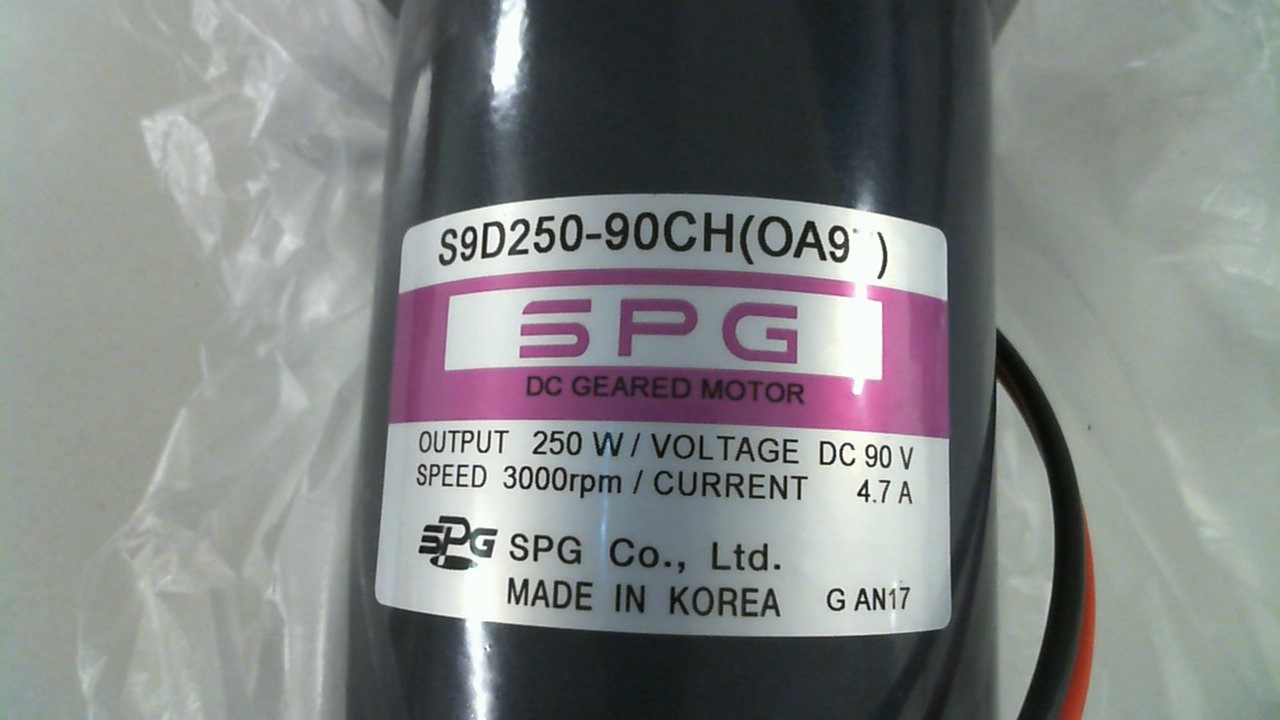 S9D250-90CH(OA9 )
SPG
DC GEARED MOTOR
OUTPUT 250 W / VOLTAGE DC 90 V
SPEED 3000rpm / CURRENT 4.7 A
SPG SPG Co., Ltd.
MADE IN KOREA G AN17